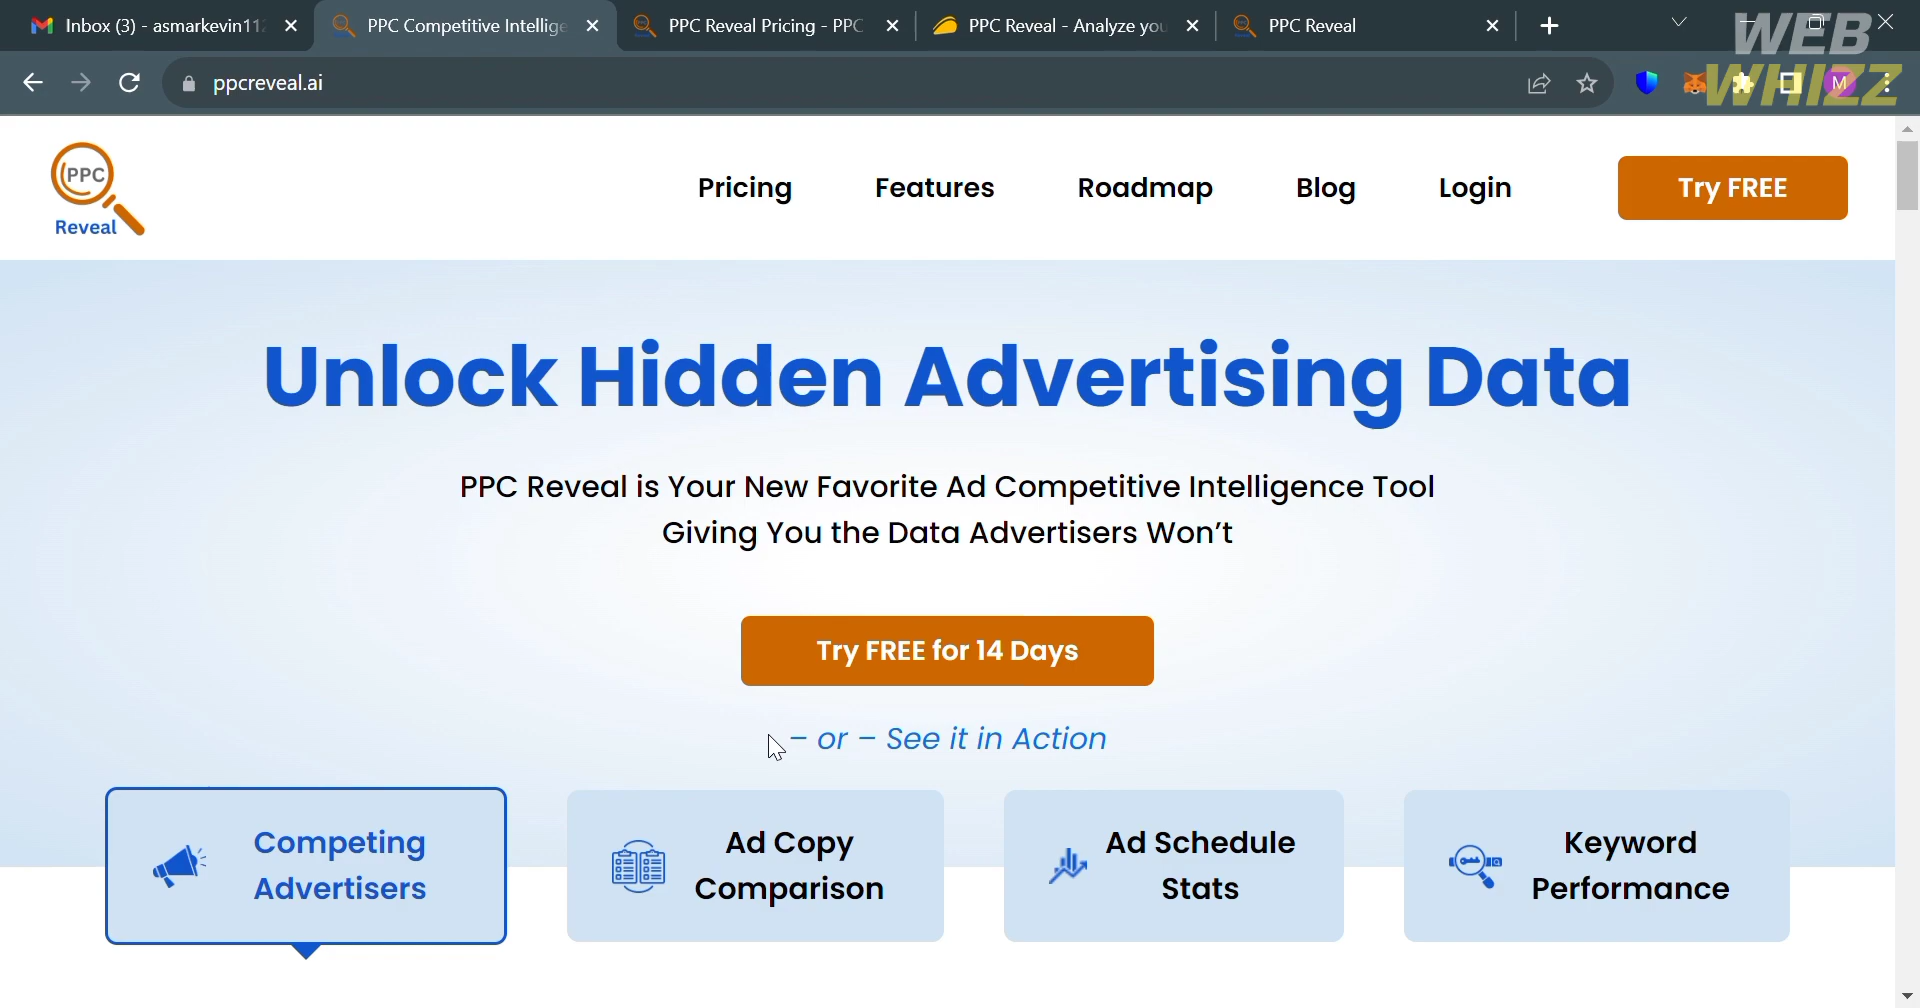 Inbox (3) - asmarkevin112
PPC Competitive Intellige
PPC Reveal Pricing - PPC
PPC Reveal - Analyze you
PPC Reveal
WEB
WHIZZ
ppcreveal.ai
M
PPC
Reveal
Pricing
Features
Roadmap
Blog
Login
Try FREE
Unlock Hidden Advertising Data
PPC Reveal is Your New Favorite Ad Competitive Intelligence Tool
Giving You the Data Advertisers Won’t
Try FREE for 14 Days
– or – See it in Action
Competing
Advertisers
Ad Copy
Comparison
Ad Schedule
Stats
Keyword
Performance